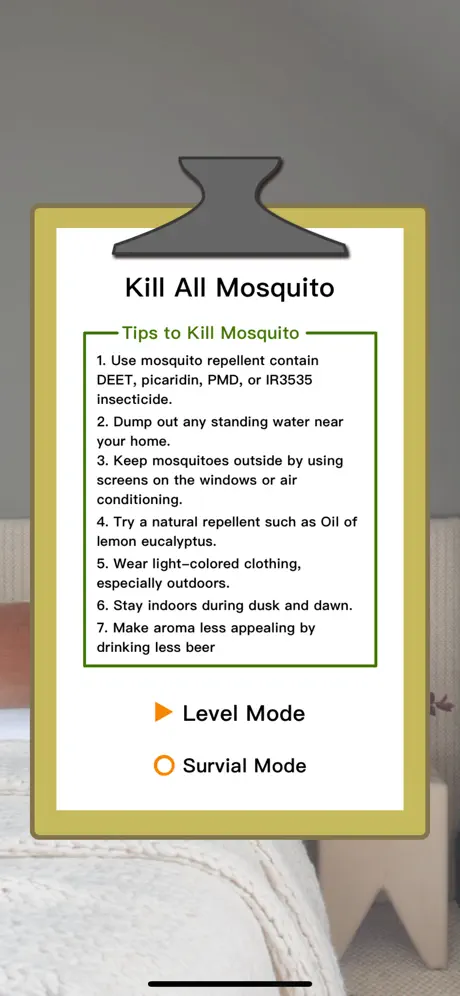 Kill All Mosquito
Tips to Kill Mosquito
1. Use mosquito repellent contain
DEET, picaridin, PMD, or IR3535
insecticide.
2. Dump out any standing water near
your home.
3. Keep mosquitoes outside by using
screens on the windows or air
conditioning.
4. Try a natural repellent such as Oil of
lemon eucalyptus.
5. Wear light-colored clothing,
especially outdoors.
6. Stay indoors during dusk and dawn.
7. Make aroma less appealing by
drinking less beer
Level Mode
Survial Mode